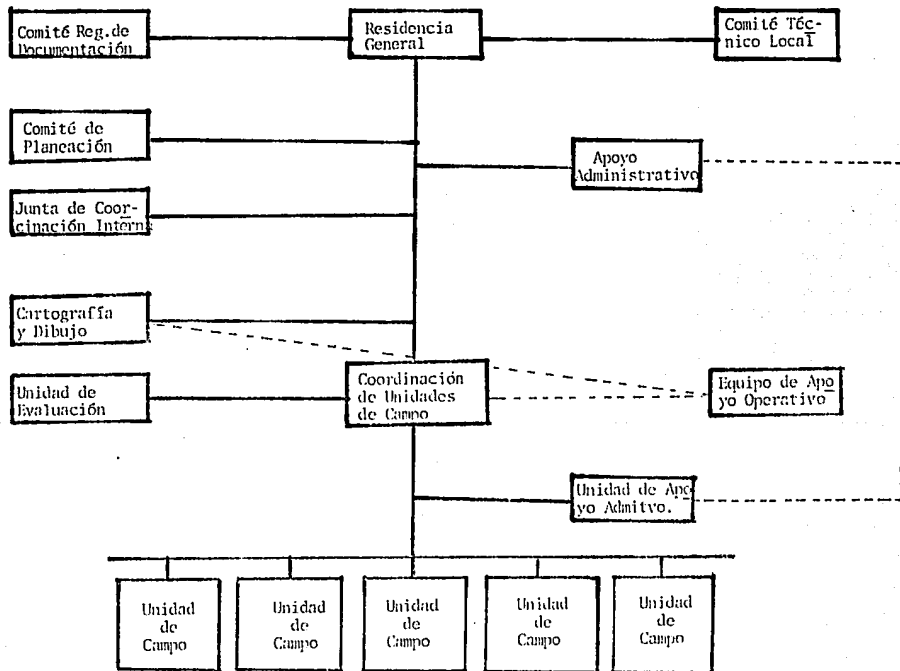 Comité Reg.de
Documentación
Residencia
General
Comité Téc-
nico Local
Comité de
Planeación
Apoyo
Administrativo
Junta de Coor-
cinación Interna
Cartografía
y Dibujo
Coordinación
de Unidades
de Campo
Unidad de
Evaluación
Equipo de Apo
yo Operativo
Unidad de Apo
yo Admitvo.
Unidad
de
Campo
Unidad
de
Campo
Unidad
de
Campo
Unidad
de
Campo
Unidad
de
Campo